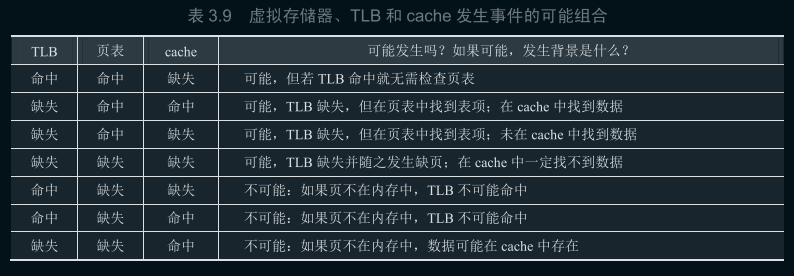 表 3.9 虚拟存储器、TLB 和 cache 发生事件的可能组合
TLB 页表 cache 可能发生吗？如果可能，发生背景是什么？
命中 命中 缺失 可能，但若 TLB 命中就无需检查页表
缺失 命中 命中 可能，TLB 缺失，但在页表中找到表项；在 cache 中找到数据
缺失 命中 缺失 可能，TLB 缺失，但在页表中找到表项；未在 cache 中找到数据
缺失 缺失 缺失 可能，TLB 缺失并随之发生缺页；在 cache 中一定找不到数据
命中 缺失 缺失 不可能：如果页不在内存中，TLB 不可能命中
命中 缺失 命中 不可能：如果页不在内存中，TLB 不可能命中
缺失 缺失 命中 不可能：如果页不在内存中，数据可能在 cache 中存在